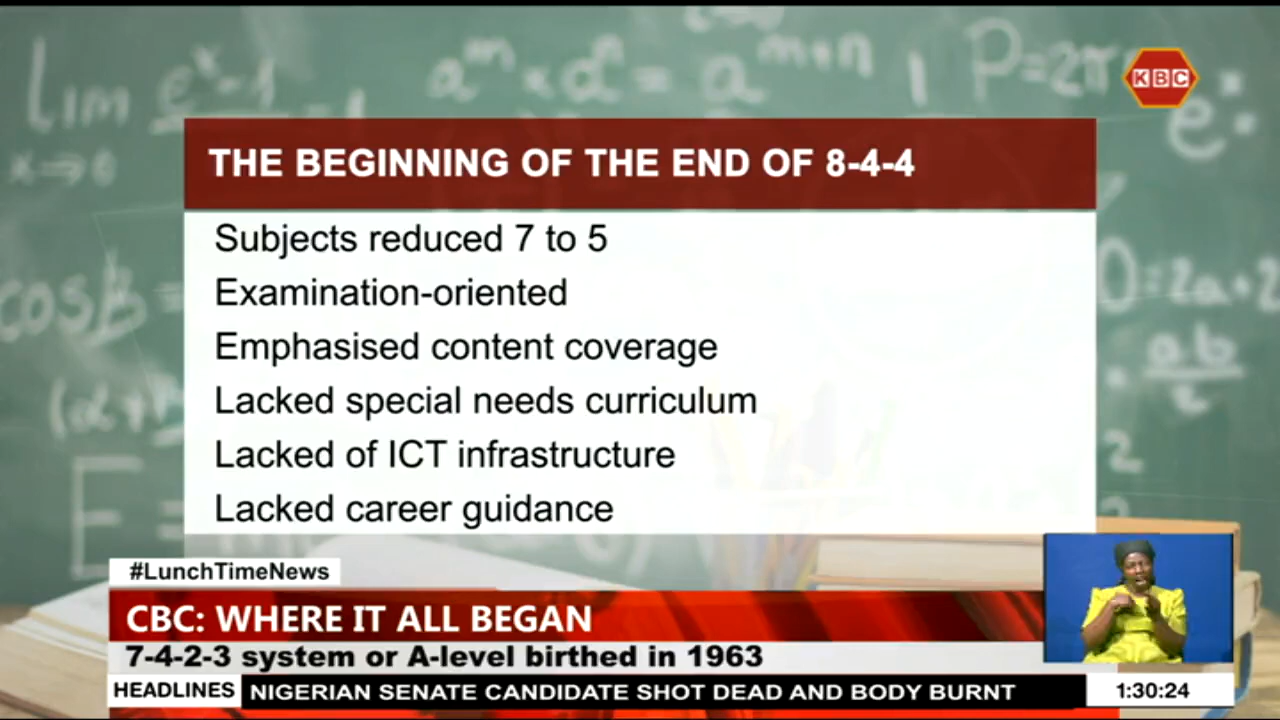 Lim
e^x-1
x→0
a^m × a^n = a^m+n
KBC
THE BEGINNING OF THE END OF 8-4-4
Subjects reduced 7 to 5
Examination-oriented
Emphasised content coverage
Lacked special needs curriculum
Lacked of ICT infrastructure
Lacked career guidance
#LunchTimeNews
CBC: WHERE IT ALL BEGAN
7-4-2-3 system or A-level birthed in 1963
HEADLINES NIGERIAN SENATE CANDIDATE SHOT DEAD AND BODY BURNT 1:30:24